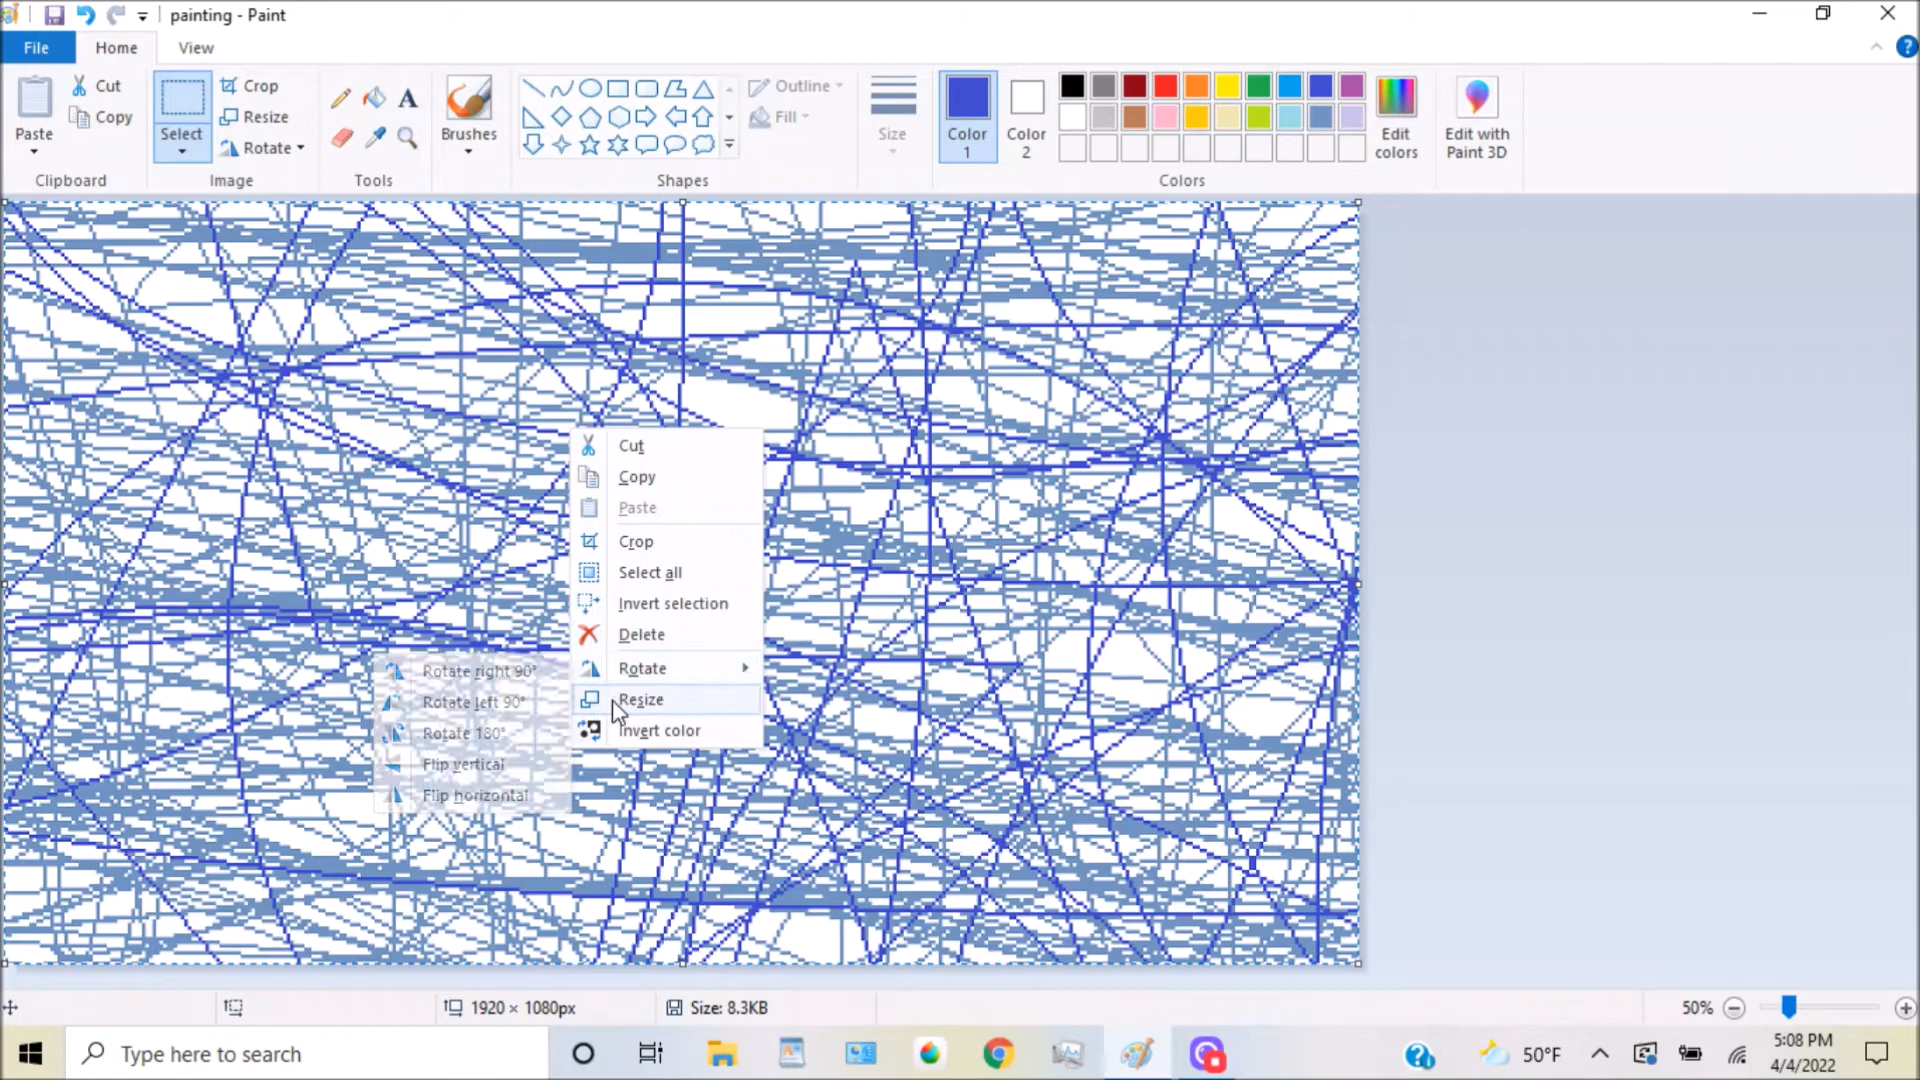 painting - Paint
File Home View
Paste
Cut
Copy
Select
Crop
Resize
Rotate
A
Brushes
Outline
Fill
Size
Color 1
Color 2
Edit colors
Edit with Paint 3D
?
Clipboard
Image
Tools
Shapes
Colors
Cut
Copy
Paste
Crop
Select all
Invert selection
Delete
Rotate
Resize
Invert color
Rotate right 90°
Rotate left 90°
Rotate 180°
Flip vertical
Flip horizontal
1920 × 1080px
Size: 8.3KB
50%
Type here to search
50°F
5:08 PM
4/4/2022